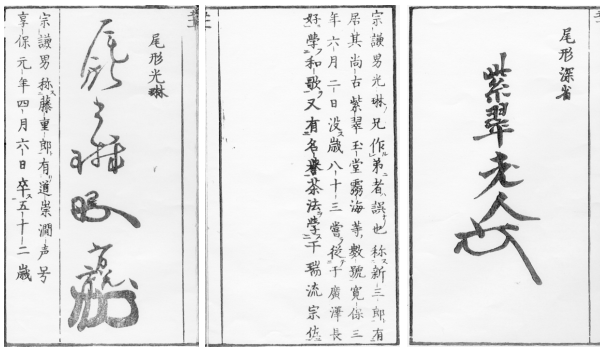 尾形深省
紫翠老人
宗謙男光琳兄作弟者誤也称新三郎有
居其尚古紫翠玉堂霧海等数號寛保三
年六月二日没歳八十三當従于廣澤長
好学和歌又有名譽茶法学于瑞流宗佐
尾形光琳
宗謙男称藤重郎有道崇澗声号
享保元年四月六日卒五十二歳